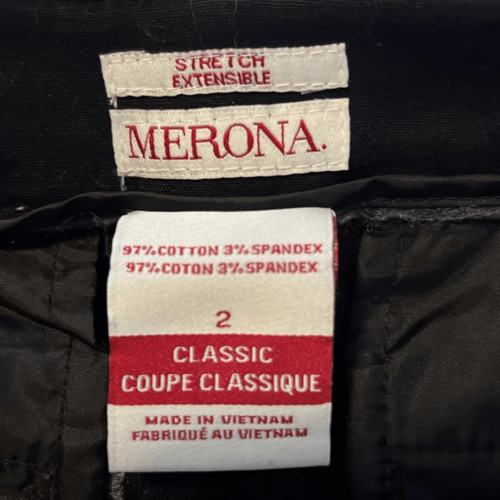 STRETCH
EXTENSIBLE
MERONA.
97% COTTON 3% SPANDEX
97% COTON 3% SPANDEX
2
CLASSIC
COUPE CLASSIQUE
MADE IN VIETNAM
FABRIQUÉ AU VIETNAM